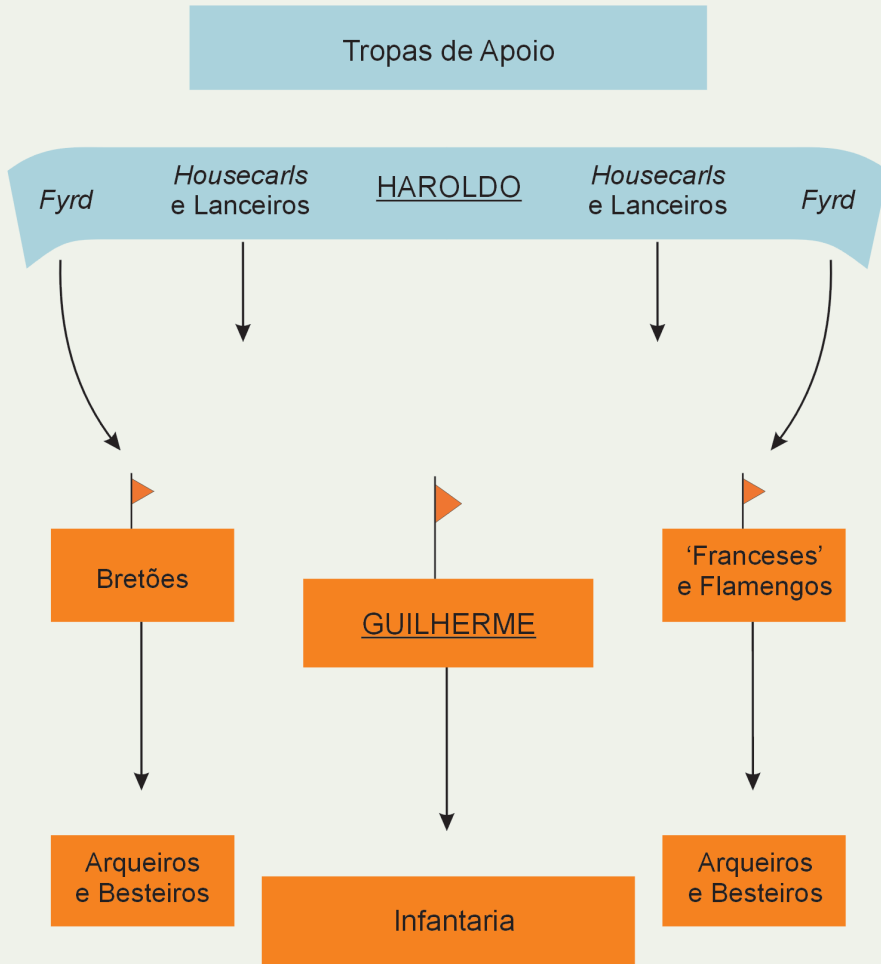 Tropas de Apoio
Fyrd
Housecarls
e Lanceiros
HAROLDO
Housecarls
e Lanceiros
Fyrd
Bretões
GUILHERME
‘Franceses’
e Flamengos
Arqueiros
e Besteiros
Infantaria
Arqueiros
e Besteiros